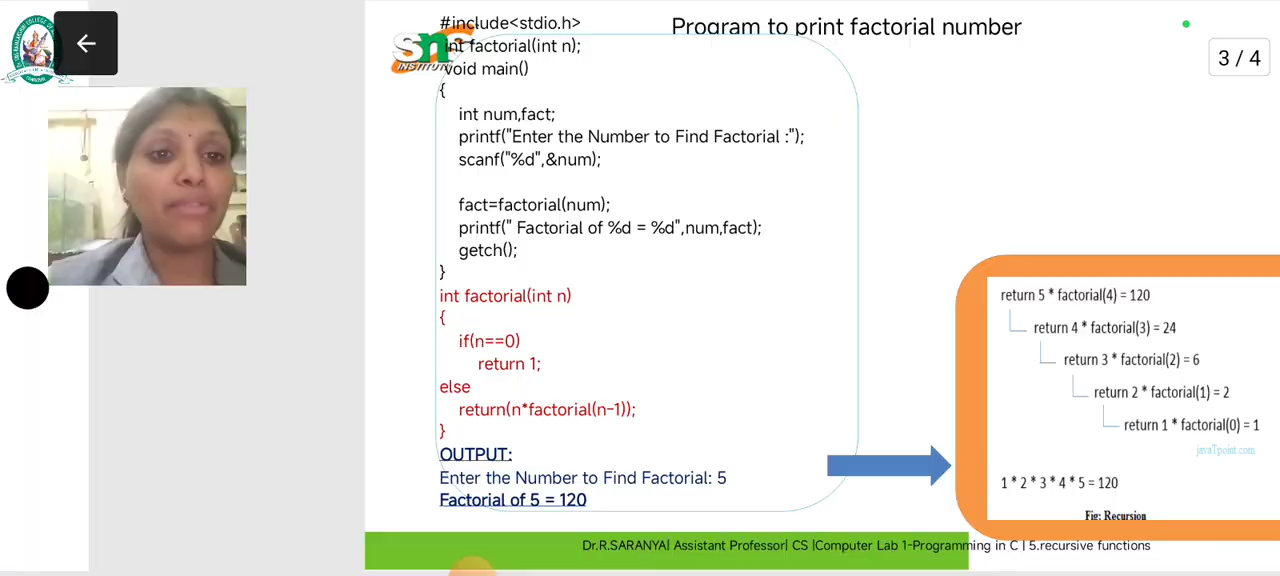 Program to print factorial number
3 / 4
sns
INSTITUTIONS
#include<stdio.h>
int factorial(int n);
void main()
{
int num,fact;
printf("Enter the Number to Find Factorial :");
scanf("%d",&num);
fact=factorial(num);
printf(" Factorial of %d = %d",num,fact);
getch();
}
int factorial(int n)
{
if(n==0)
return 1;
else
return(n*factorial(n-1));
}
OUTPUT:
Enter the Number to Find Factorial: 5
Factorial of 5 = 120
return 5 * factorial(4) = 120
return 4 * factorial(3) = 24
return 3 * factorial(2) = 6
return 2 * factorial(1) = 2
return 1 * factorial(0) = 1
javaTpoint.com
1 * 2 * 3 * 4 * 5 = 120
Fig: Recursion
Dr.R.SARANYA| Assistant Professor| CS |Computer Lab 1-Programming in C | 5.recursive functions